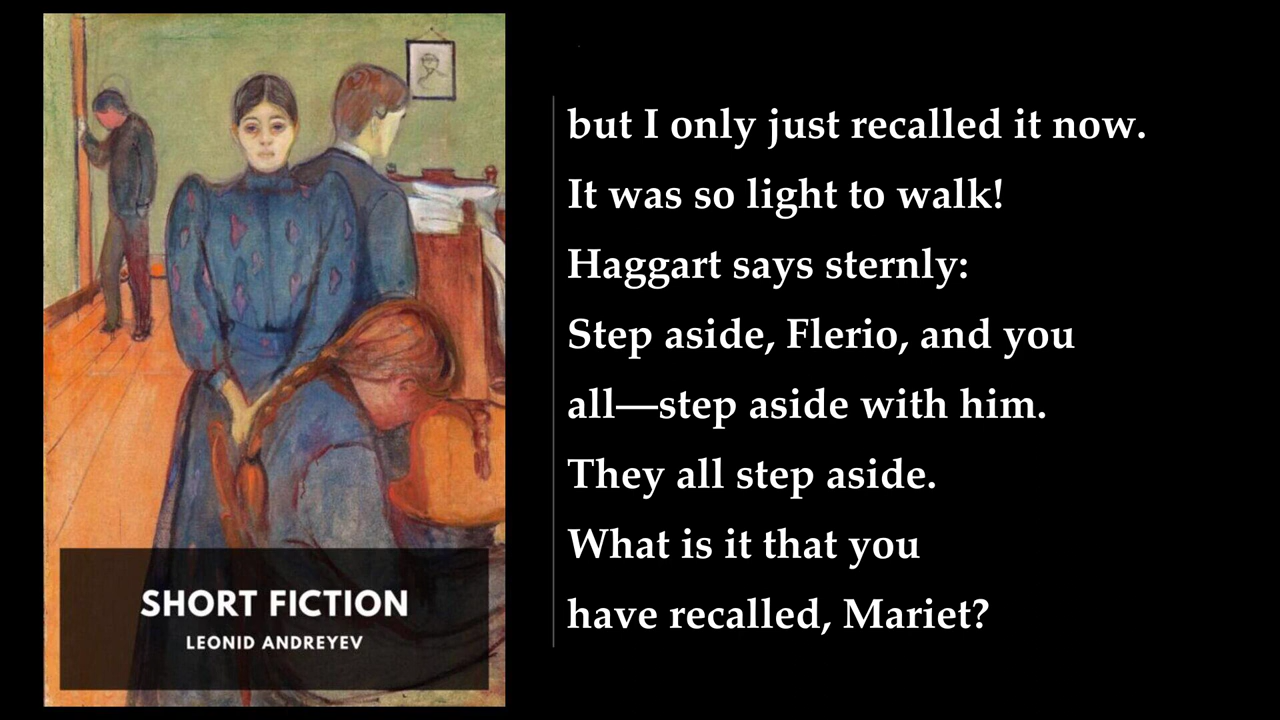 SHORT FICTION
LEONID ANDREYEV
but I only just recalled it now.
It was so light to walk!
Haggart says sternly:
Step aside, Flerio, and you
all—step aside with him.
They all step aside.
What is it that you
have recalled, Mariet?